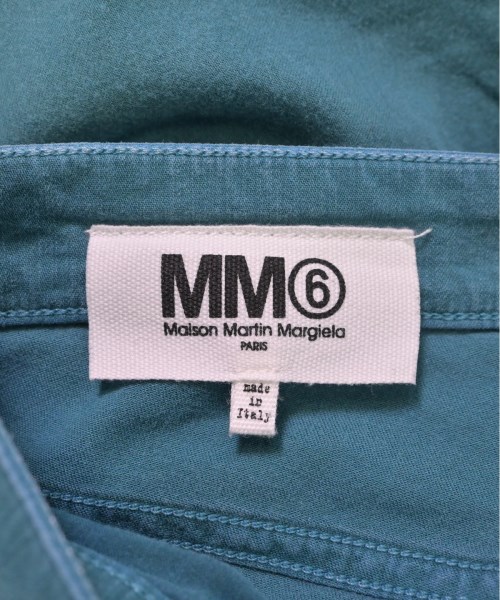 MM⑥
Maison Martin Margiela
PARIS
made
in
Italy